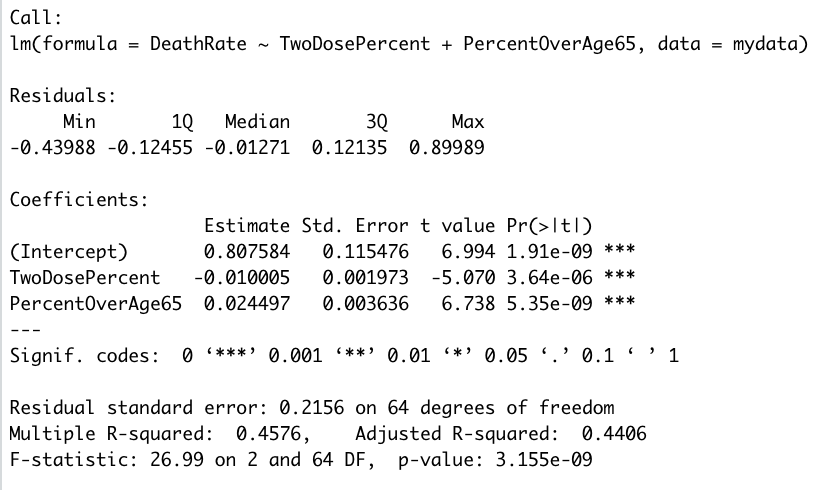 Call:
lm(formula = DeathRate ~ TwoDosePercent + PercentOverAge65, data = mydata)
Residuals:
Min 1Q Median 3Q Max
-0.43988 -0.12455 -0.01271 0.12135 0.89989
Coefficients:
Estimate Std. Error t value Pr(>|t|)
(Intercept) 0.807584 0.115476 6.994 1.91e-09 ***
TwoDosePercent -0.010005 0.001973 -5.070 3.64e-06 ***
PercentOverAge65 0.024497 0.003636 6.738 5.35e-09 ***
---
Signif. codes: 0 ‘***’ 0.001 ‘**’ 0.01 ‘*’ 0.05 ‘.’ 0.1 ‘ ’ 1
Residual standard error: 0.2156 on 64 degrees of freedom
Multiple R-squared: 0.4576, Adjusted R-squared: 0.4406
F-statistic: 26.99 on 2 and 64 DF, p-value: 3.155e-09